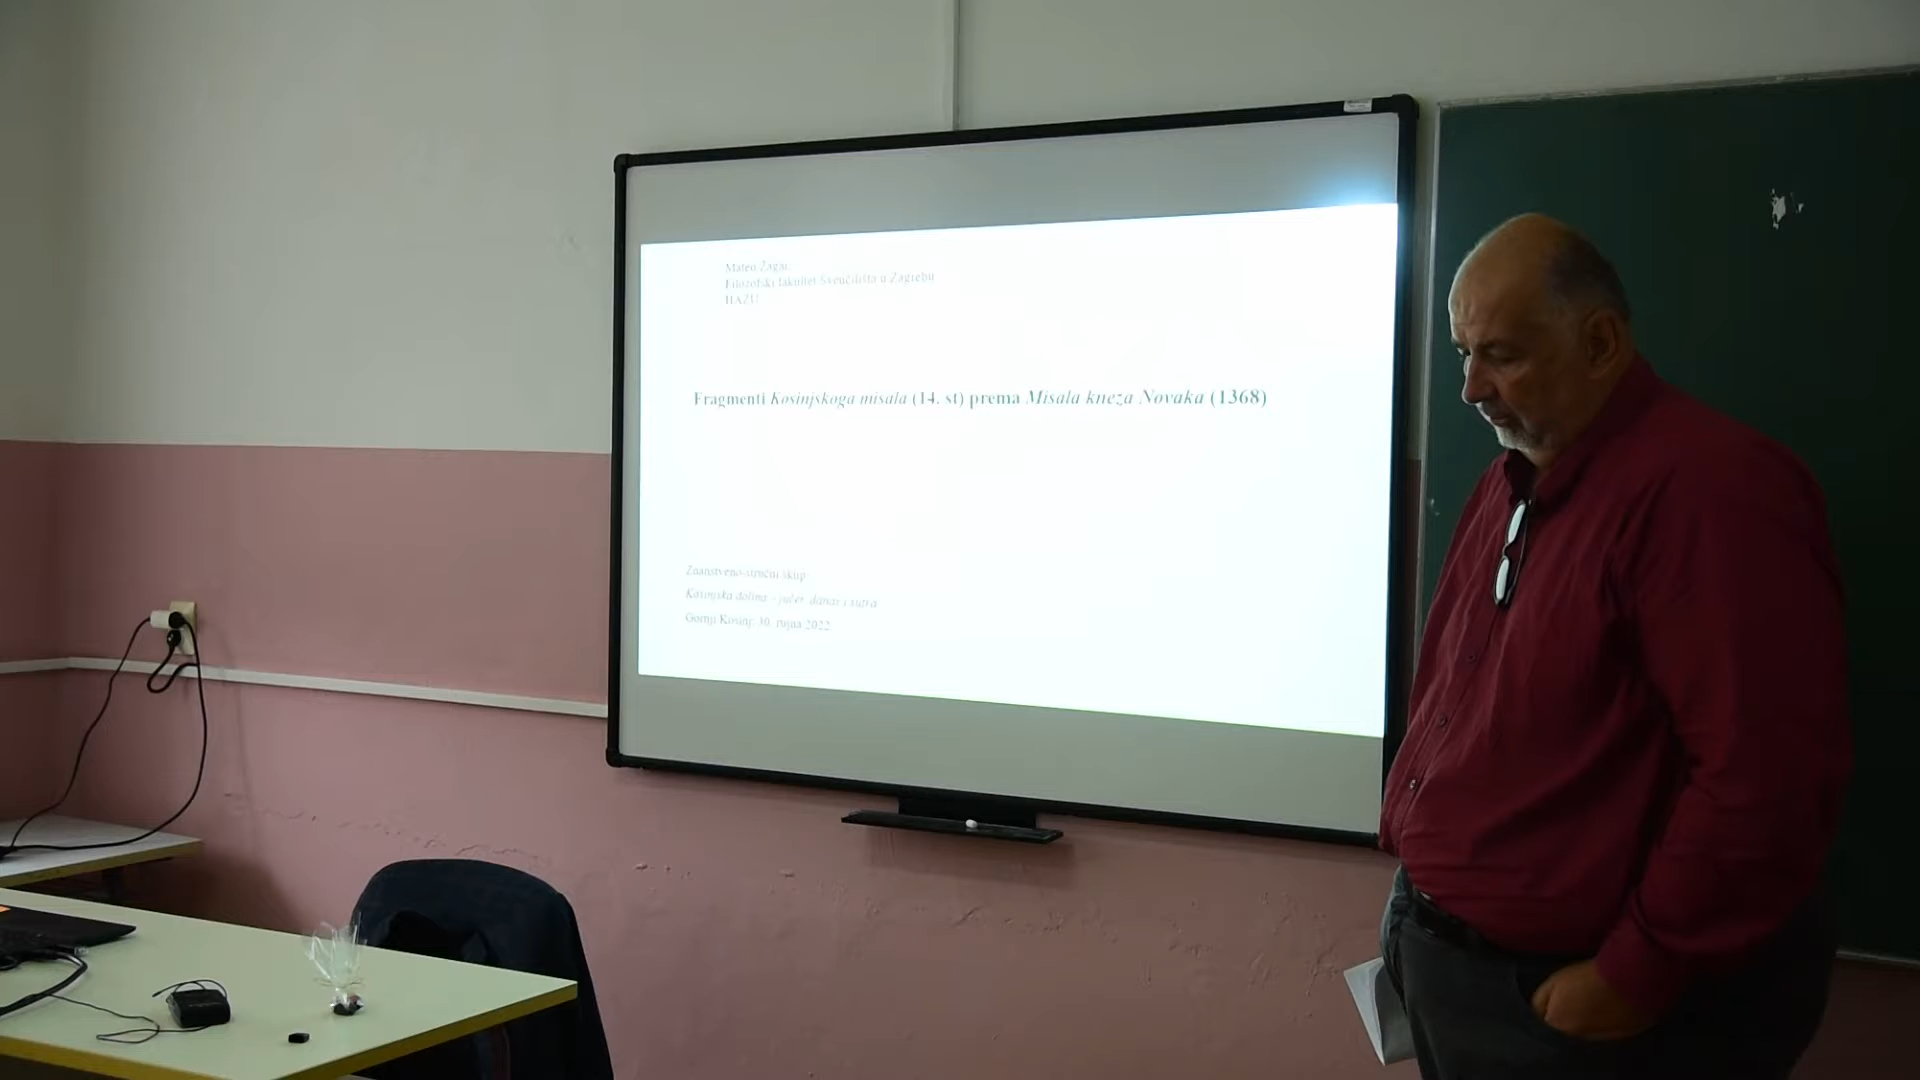 Mateo Žagar
Filozofski fakultet Sveučilišta u Zagrebu
HAZU
Fragmenti Kosinjskoga misala (14. st) prema Misala kneza Novaka (1368)
Znanstveno-stručni skup
Kosinjska dolina – jučer, danas i sutra
Gornji Kosinj, 30. rujna 2022